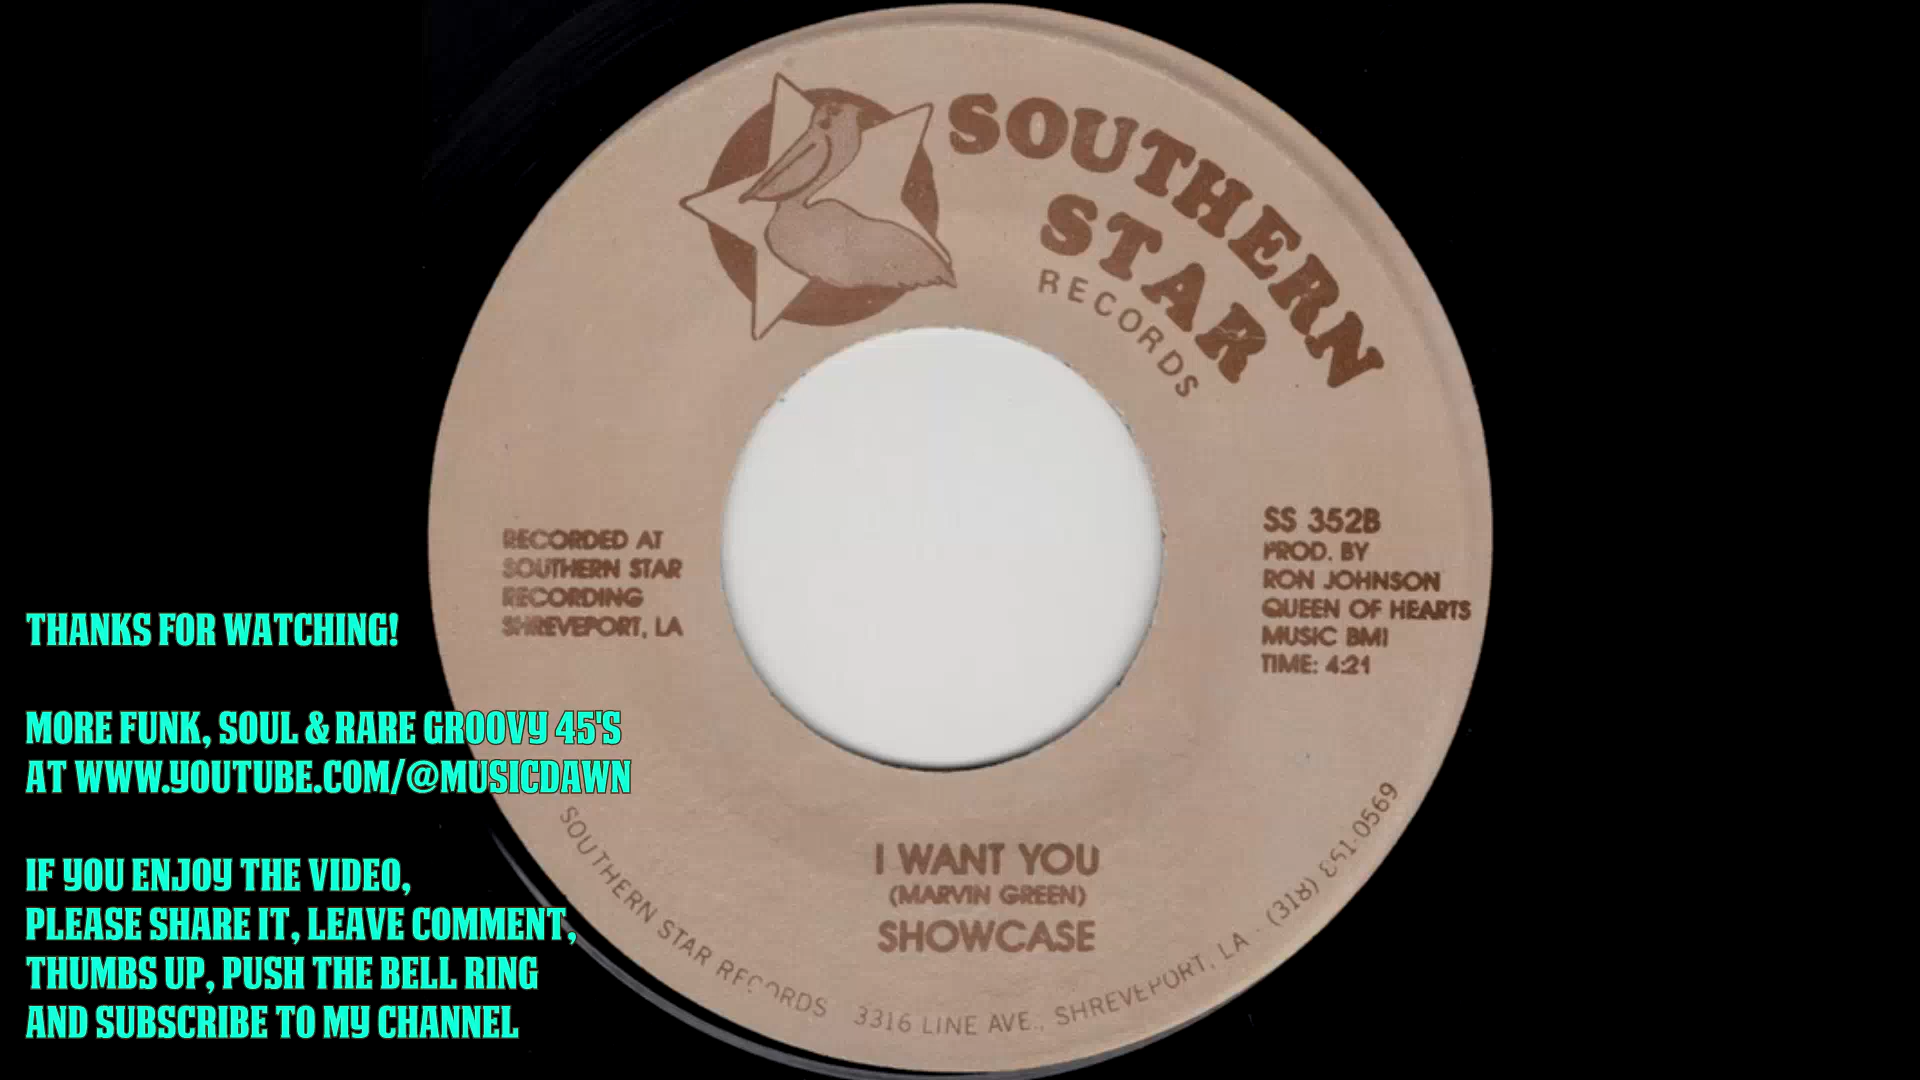 SOUTHERN
STAR
RECORDS
RECORDED AT
SOUTHERN STAR
RECORDING
SHREVEPORT, LA
SS 352B
PROD. BY
RON JOHNSON
QUEEN OF HEARTS
MUSIC BMI
TIME: 4:21
I WANT YOU
(MARVIN GREEN)
SHOWCASE
SOUTHERN STAR RECORDS 3316 LINE AVE., SHREVEPORT, LA · (318) 861-0569
THANKS FOR WATCHING!
MORE FUNK, SOUL & RARE GROOVY 45'S
AT WWW.YOUTUBE.COM/@MUSICDAWN
IF YOU ENJOY THE VIDEO,
PLEASE SHARE IT, LEAVE COMMENT,
THUMBS UP, PUSH THE BELL RING
AND SUBSCRIBE TO MY CHANNEL